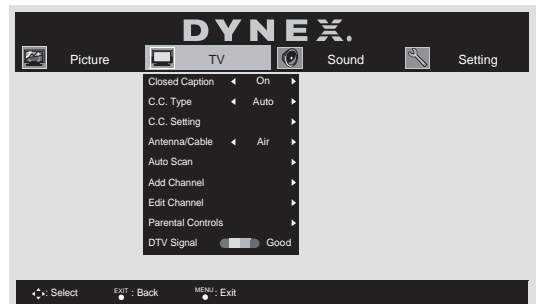 DYNEX.
Picture TV Sound Setting
Closed Caption On
C.C. Type Auto
C.C. Setting
Antenna/Cable Air
Auto Scan
Add Channel
Edit Channel
Parental Controls
DTV Signal Good
: Select EXIT : Back MENU : Exit